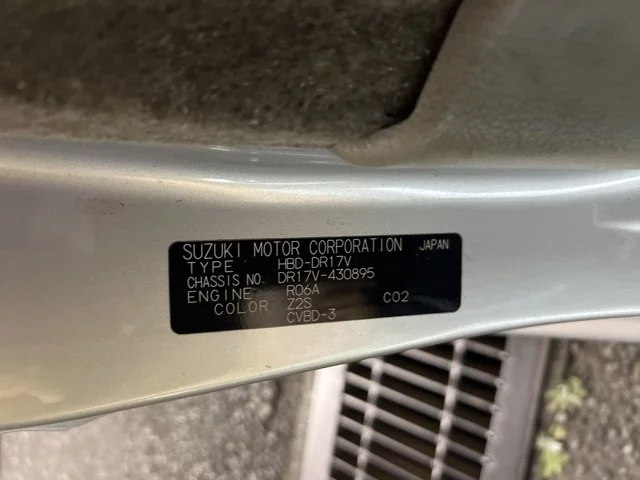 SUZUKI MOTOR CORPORATION JAPAN
TYPE HBD-DR17V
CHASSIS NO. DR17V-430895
ENGINE R06A
COLOR Z2S C02
CVBD-3